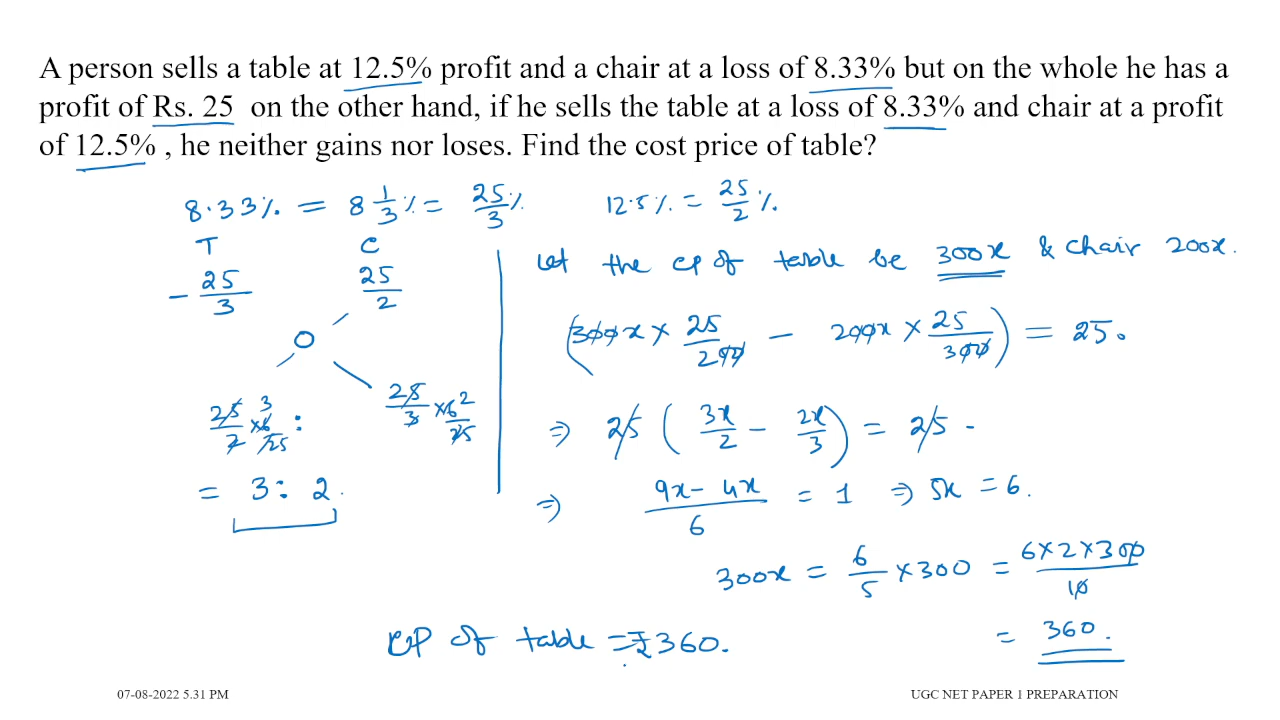 A person sells a table at 12.5% profit and a chair at a loss of 8.33% but on the whole he has a
profit of Rs. 25 on the other hand, if he sells the table at a loss of 8.33% and chair at a profit
of 12.5% , he neither gains nor loses. Find the cost price of table?
8.33% = 8 1/3 % = 25/3 %
12.5% = 25/2 %
T C
- 25/3 25/2
0
25/2 × 6/25 3 : 25/3 × 6/25 2
= 3 : 2
Let the CP of table be 300x & chair 200x.
(300x × 25/200 - 200x × 25/300) = 25.
⇒ 25 ( 3x/2 - 2x/3 ) = 25 -
⇒ 9x - 4x/6 = 1 ⇒ 5x = 6.
300x = 6/5 × 300 = 6×2×300/10
= 360.
CP of table = ₹360.
07-08-2022 5.31 PM
UGC NET PAPER 1 PREPARATION